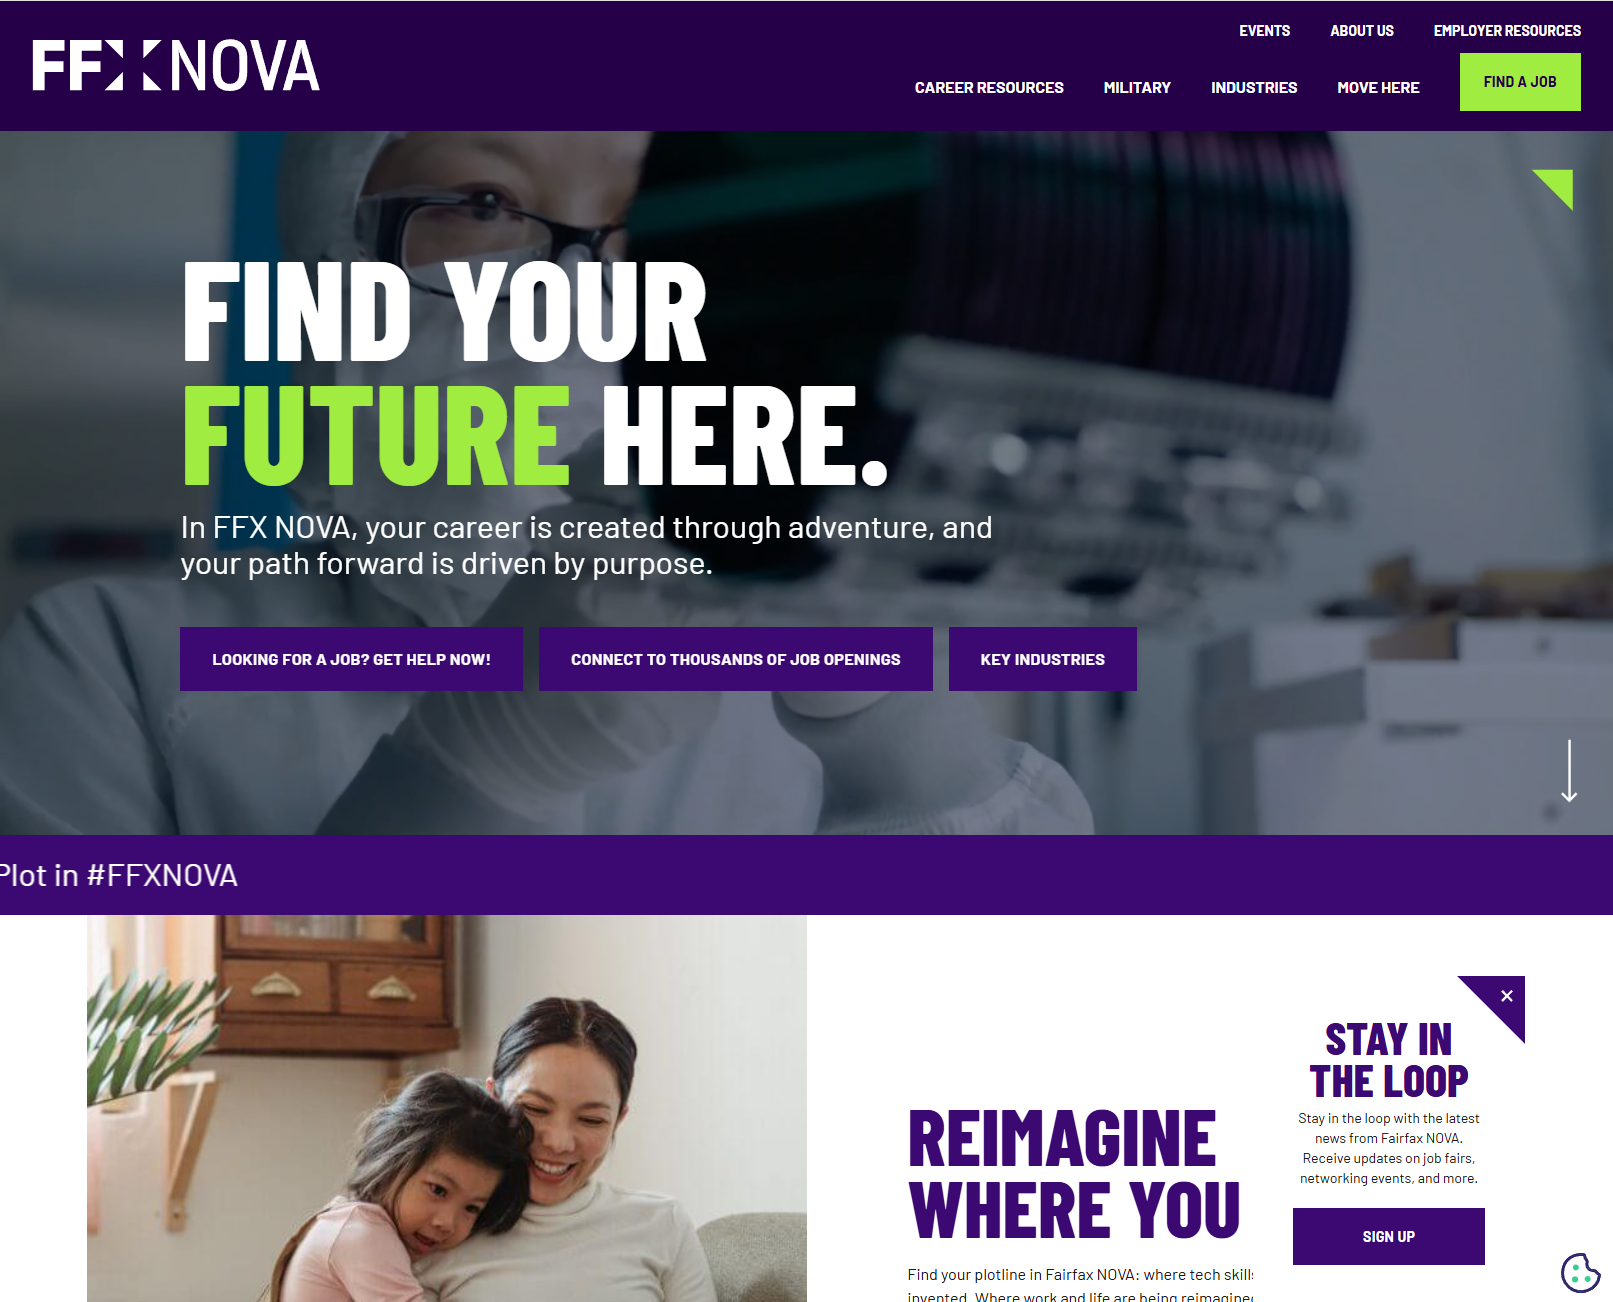 FFX NOVA
EVENTS
ABOUT US
EMPLOYER RESOURCES
CAREER RESOURCES
MILITARY
INDUSTRIES
MOVE HERE
FIND A JOB
FIND YOUR
FUTURE HERE.
In FFX NOVA, your career is created through adventure, and
your path forward is driven by purpose.
LOOKING FOR A JOB? GET HELP NOW!
CONNECT TO THOUSANDS OF JOB OPENINGS
KEY INDUSTRIES
Plot in #FFXNOVA
REIMAGINE
WHERE YOU
Find your plotline in Fairfax NOVA: where tech skills
invented. Where work and life are being reimagined
STAY IN
THE LOOP
Stay in the loop with the latest
news from Fairfax NOVA.
Receive updates on job fairs,
networking events, and more.
SIGN UP